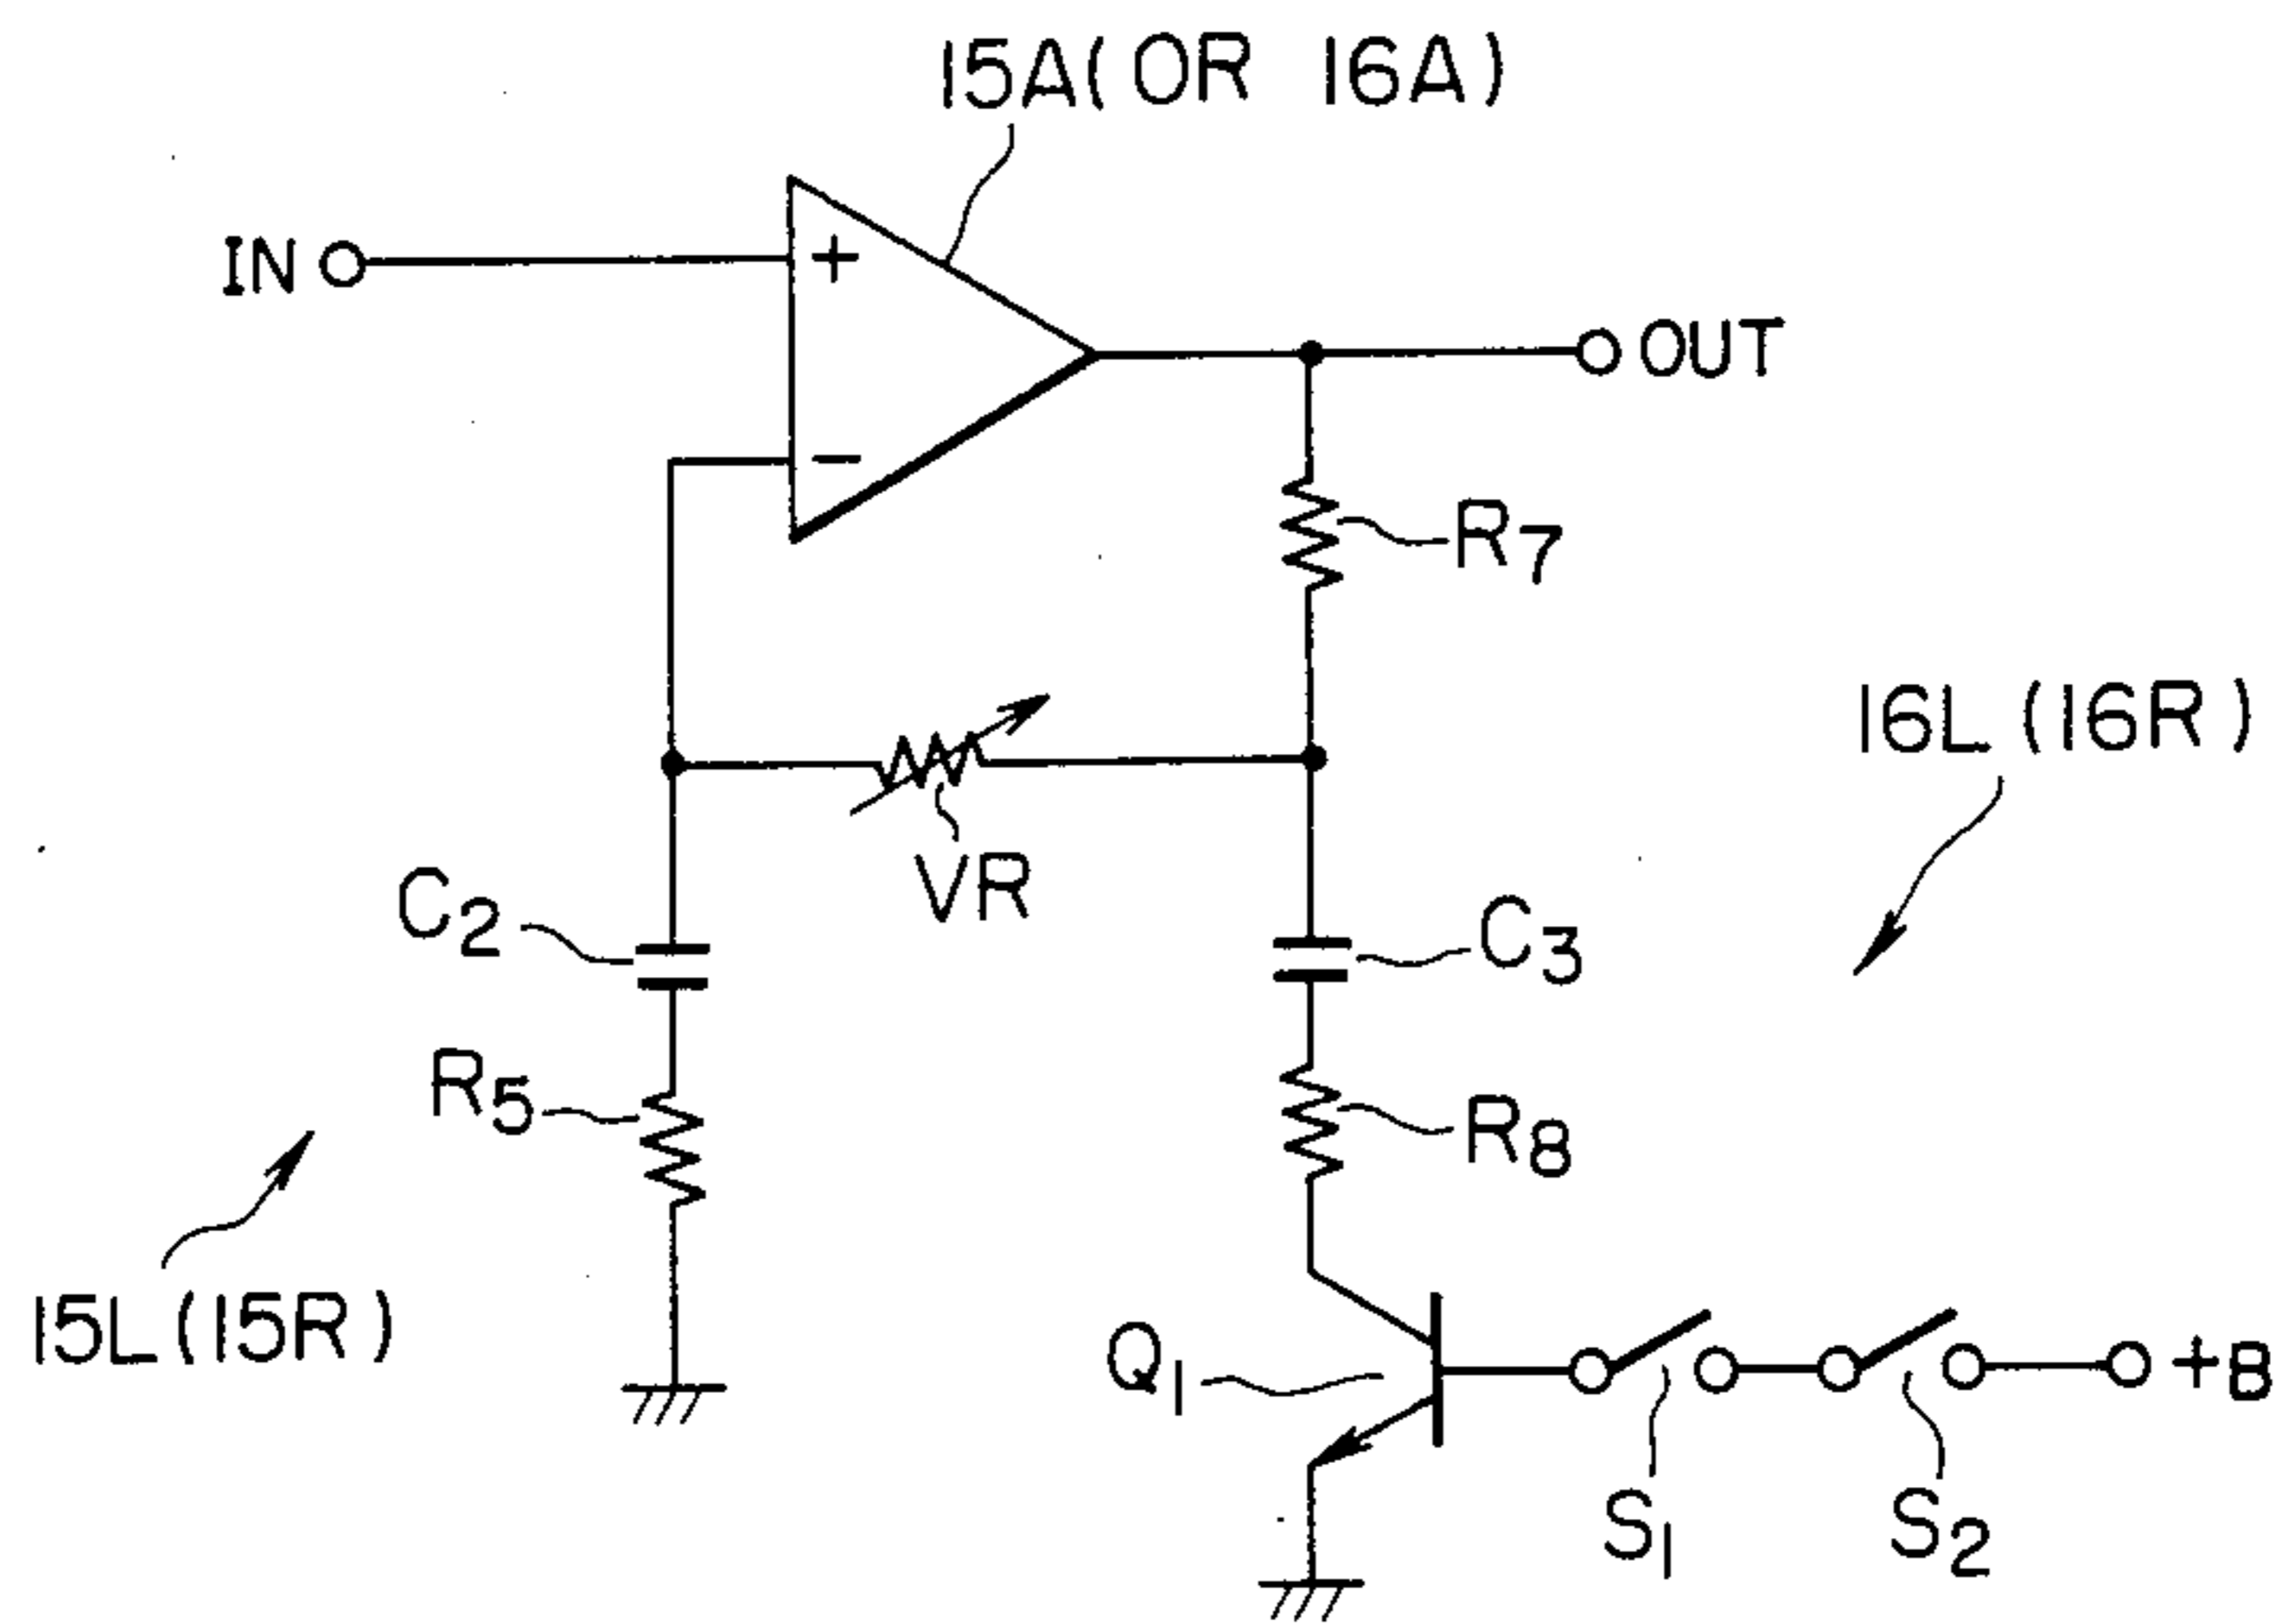 15A(OR 16A)
IN
+
OUT
−
R7
16L(16R)
VR
C2
C3
R5
R8
15L(15R)
Q1
+B
S1
S2